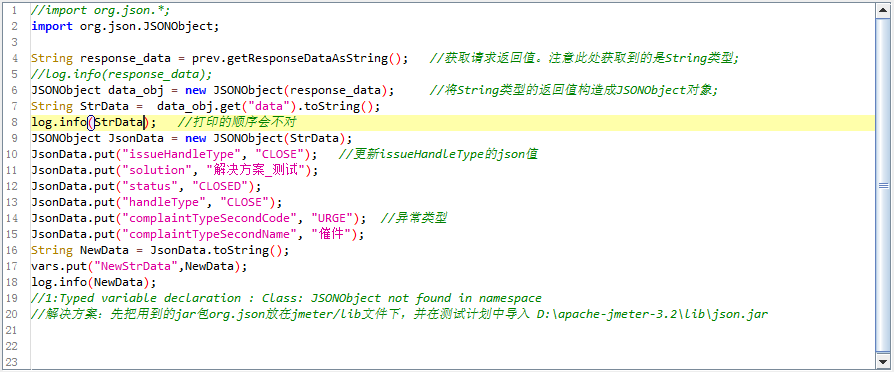 1 //import org.json.*;
2 import org.json.JSONObject;
3
4 String response_data = prev.getResponseDataAsString();   //获取请求返回值。注意此处获取到的是String类型;
5 //log.info(response_data);
6 JSONObject data_obj = new JSONObject(response_data);     //将String类型的返回值构造成JSONObject对象;
7 String StrData =  data_obj.get("data").toString();
8 log.info(StrData);   //打印的顺序会不对
9 JSONObject JsonData = new JSONObject(StrData);
10 JsonData.put("issueHandleType", "CLOSE");   //更新issueHandleType的json值
11 JsonData.put("solution", "解决方案_测试");
12 JsonData.put("status", "CLOSED");
13 JsonData.put("handleType", "CLOSE");
14 JsonData.put("complaintTypeSecondCode", "URGE");  //异常类型
15 JsonData.put("complaintTypeSecondName", "催件");
16 String NewData = JsonData.toString();
17 vars.put("NewStrData",NewData);
18 log.info(NewData);
19 //1:Typed variable declaration : Class: JSONObject not found in namespace
20 //解决方案：先把用到的jar包org.json放在jmeter/lib文件下，并在测试计划中导入 D:\apache-jmeter-3.2\lib\json.jar
21
22
23